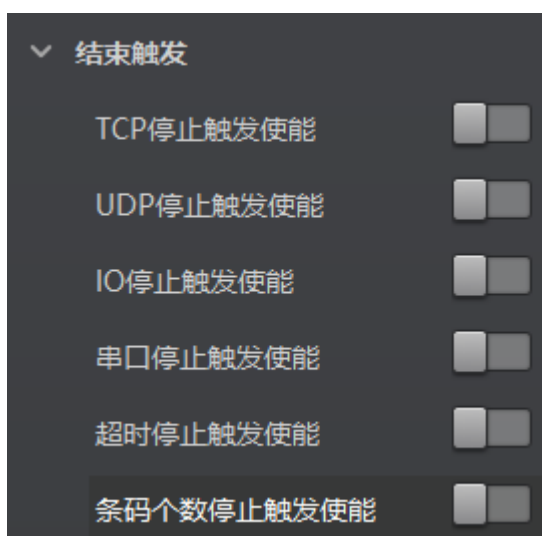 结束触发
TCP停止触发使能
UDP停止触发使能
IO停止触发使能
串口停止触发使能
超时停止触发使能
条码个数停止触发使能